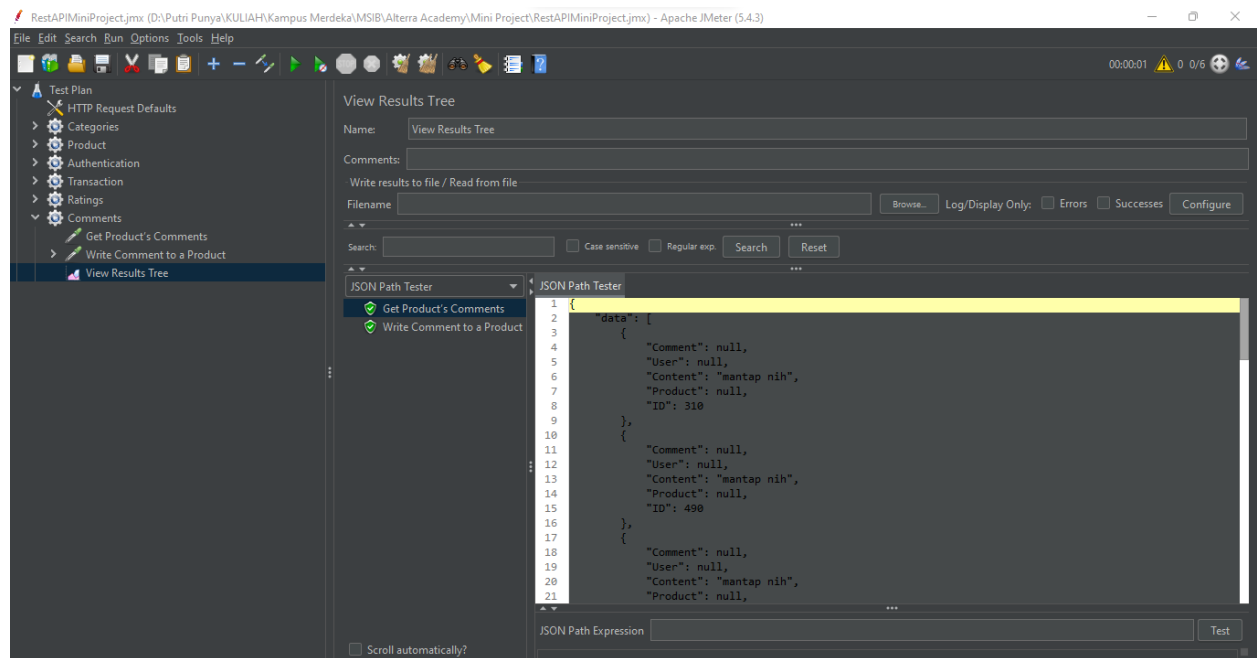 RestAPIMiniProject.jmx (D:\Putri Punya\KULIAH\Kampus Merdeka\MSIB\Alterra Academy\Mini Project\RestAPIMiniProject.jmx) - Apache JMeter (5.4.3)
File Edit Search Run Options Tools Help
00:00:01 0 0/6
Test Plan
HTTP Request Defaults
Categories
Product
Authentication
Transaction
Ratings
Comments
Get Product's Comments
Write Comment to a Product
View Results Tree
View Results Tree
Name: View Results Tree
Comments:
Write results to file / Read from file
Filename Browse... Log/Display Only: Errors Successes Configure
Search: Case sensitive Regular exp. Search Reset
JSON Path Tester
Get Product's Comments
Write Comment to a Product
JSON Path Tester
1 {
2 "data": [
3 {
4 "Comment": null,
5 "User": null,
6 "Content": "mantap nih",
7 "Product": null,
8 "ID": 310
9 },
10 {
11 "Comment": null,
12 "User": null,
13 "Content": "mantap nih",
14 "Product": null,
15 "ID": 490
16 },
17 {
18 "Comment": null,
19 "User": null,
20 "Content": "mantap nih",
21 "Product": null,
JSON Path Expression Test
Scroll automatically?